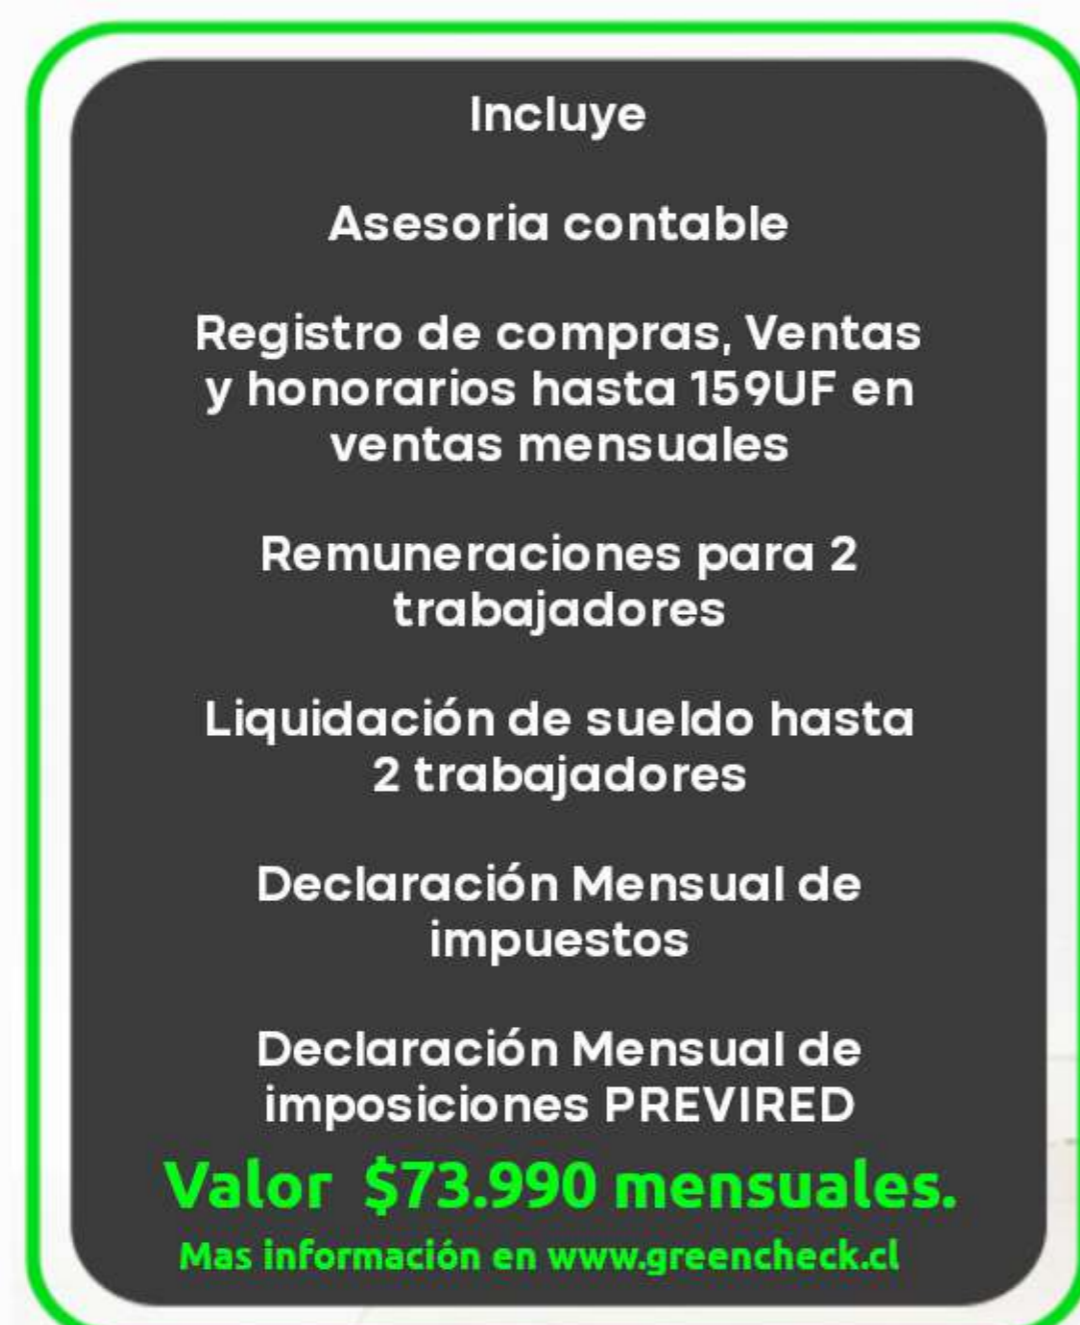 Incluye
Asesoria contable
Registro de compras, Ventas
y honorarios hasta 159UF en
ventas mensuales
Remuneraciones para 2
trabajadores
Liquidación de sueldo hasta
2 trabajadores
Declaración Mensual de
impuestos
Declaración Mensual de
imposiciones PREVIRED
Valor  $73.990 mensuales.
Mas información en www.greencheck.cl